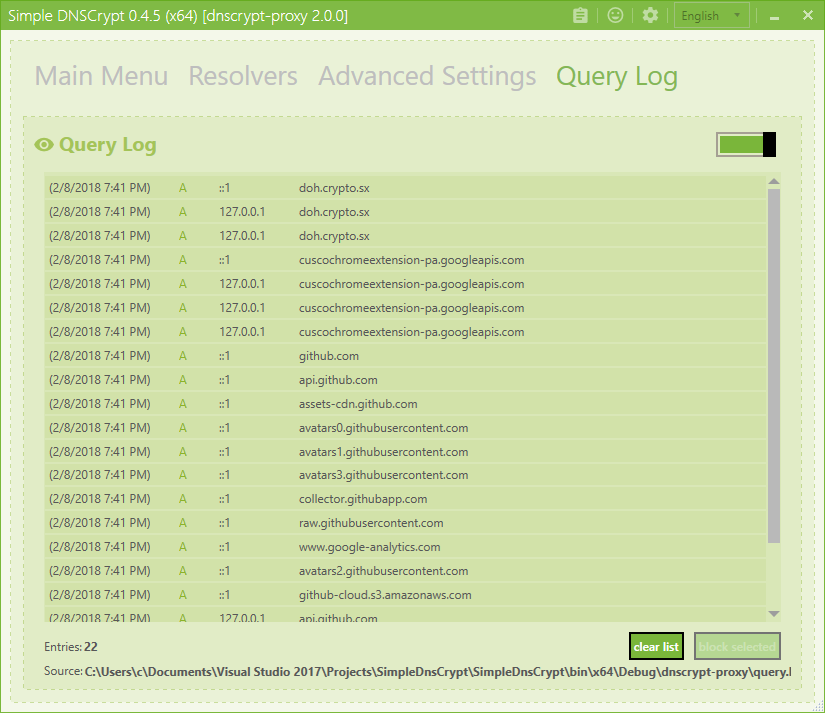 Simple DNSCrypt 0.4.5 (x64) [dnscrypt-proxy 2.0.0] English
Main Menu Resolvers Advanced Settings Query Log
Query Log
(2/8/2018 7:41 PM) A ::1 doh.crypto.sx
(2/8/2018 7:41 PM) A 127.0.0.1 doh.crypto.sx
(2/8/2018 7:41 PM) A 127.0.0.1 doh.crypto.sx
(2/8/2018 7:41 PM) A ::1 cuscochromeextension-pa.googleapis.com
(2/8/2018 7:41 PM) A 127.0.0.1 cuscochromeextension-pa.googleapis.com
(2/8/2018 7:41 PM) A 127.0.0.1 cuscochromeextension-pa.googleapis.com
(2/8/2018 7:41 PM) A 127.0.0.1 cuscochromeextension-pa.googleapis.com
(2/8/2018 7:41 PM) A ::1 github.com
(2/8/2018 7:41 PM) A ::1 api.github.com
(2/8/2018 7:41 PM) A ::1 assets-cdn.github.com
(2/8/2018 7:41 PM) A ::1 avatars0.githubusercontent.com
(2/8/2018 7:41 PM) A ::1 avatars1.githubusercontent.com
(2/8/2018 7:41 PM) A ::1 avatars3.githubusercontent.com
(2/8/2018 7:41 PM) A ::1 collector.githubapp.com
(2/8/2018 7:41 PM) A ::1 raw.githubusercontent.com
(2/8/2018 7:41 PM) A ::1 www.google-analytics.com
(2/8/2018 7:41 PM) A ::1 avatars2.githubusercontent.com
(2/8/2018 7:41 PM) A ::1 github-cloud.s3.amazonaws.com
(2/8/2018 7:41 PM) A 127.0.0.1 api.github.com
Entries: 22 clear list block selected
Source: C:\Users\c\Documents\Visual Studio 2017\Projects\SimpleDnsCrypt\SimpleDnsCrypt\bin\x64\Debug\dnscrypt-proxy\query.l